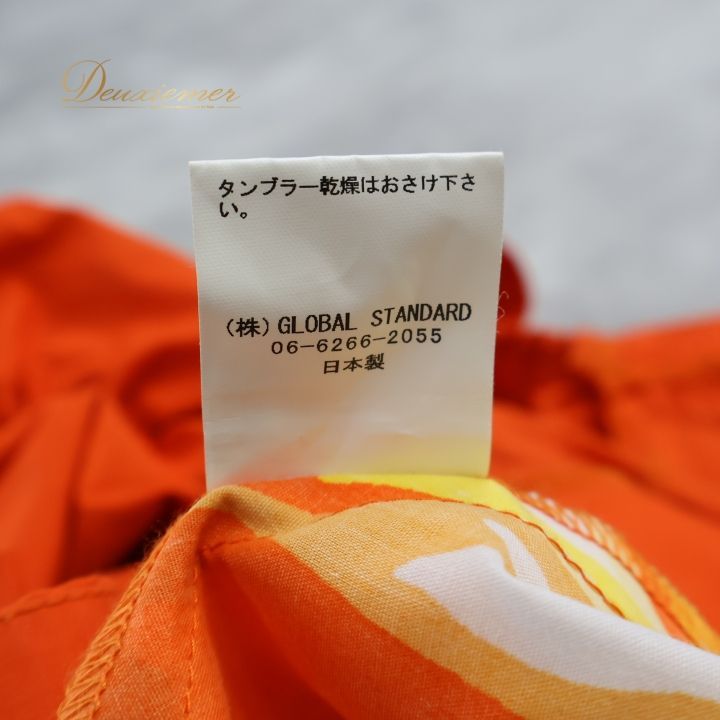 Deuxiemer
タンブラー乾燥はおさけ下さ
い。
(株) GLOBAL STANDARD
06-6266-2055
日本製